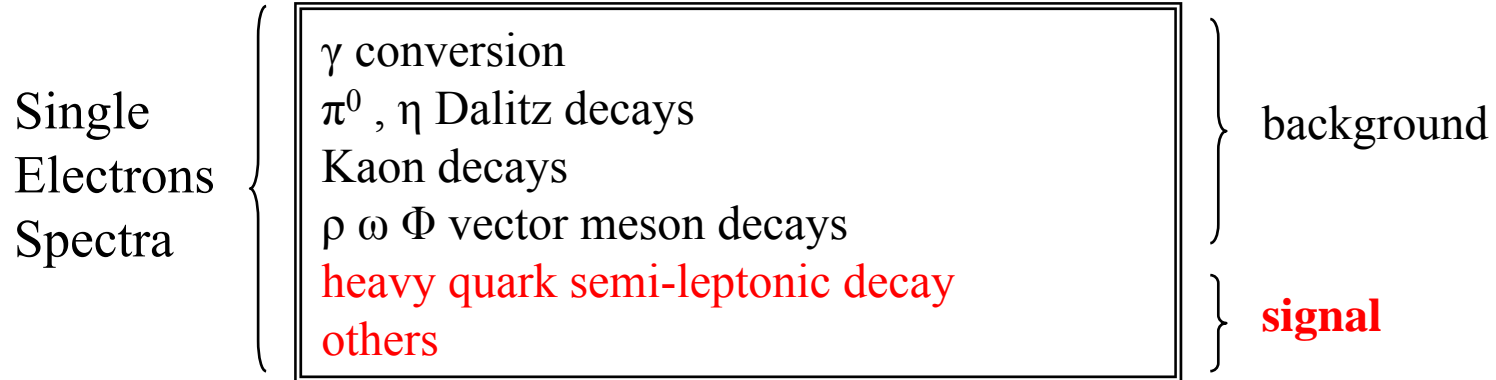 Single
Electrons
Spectra
γ conversion
π⁰ , η Dalitz decays
Kaon decays
ρ ω Φ vector meson decays
heavy quark semi-leptonic decay
others
background
signal